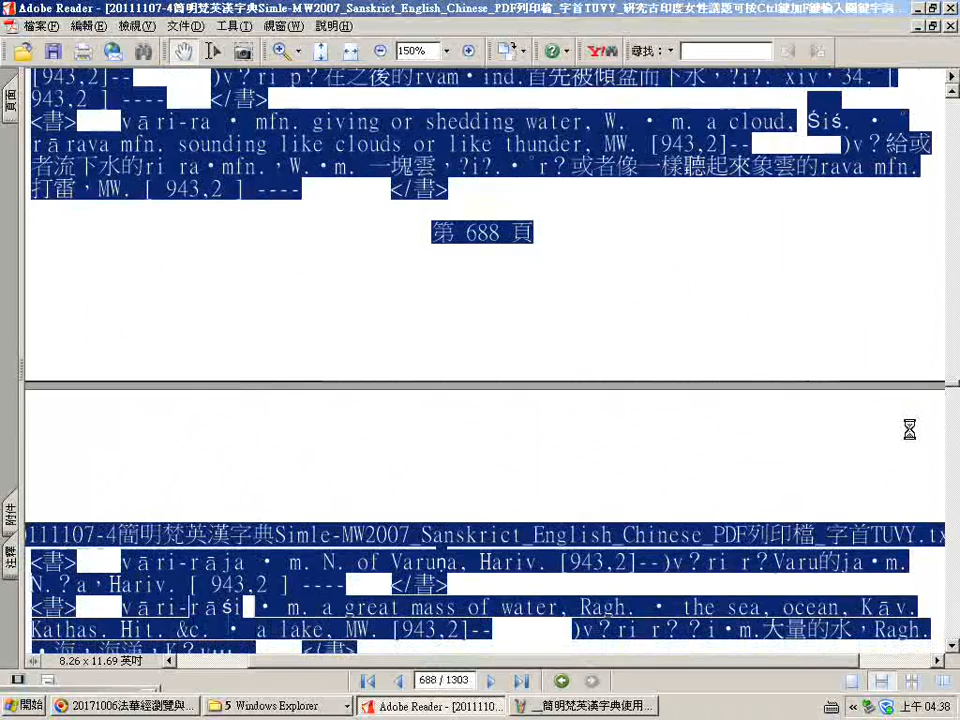 Adobe Reader - [20111107-4簡明梵英漢字典Simle-MW2007_Sanskrict_English_Chinese_PDF列印檔_字首TUVY_研究古印度女性議題可按Ctrl鍵加F鍵輸入關鍵字詞...
檔案(F) 編輯(E) 檢視(V) 文件(D) 工具(T) 視窗(W) 說明(H)
150% Y! 尋找：
頁面
[943,2]-- )v?ri p?在之後的rvam·ind.首先被傾盆而下水，?i?. xiv，34. [
943,2 ] ---- </書>
<書> vāri-ra · mfn. giving or shedding water, W. · m. a cloud, Śiś. · °
rārava mfn. sounding like clouds or like thunder, MW. [943,2]-- )v?給或
者流下水的ri ra·mfn.，W.·m. 一塊雲，?i?.·°r?或者像一樣聽起來象雲的rava mfn.
打雷，MW. [ 943,2 ] ---- </書>
第 688 頁
附件
注釋
111107-4簡明梵英漢字典Simle-MW2007_Sanskrict_English_Chinese_PDF列印檔_字首TUVY.tx
<書> vāri-rāja · m. N. of Varuṇa, Hariv. [943,2]--)v?ri r?Varu的ja·m.
N.?a，Hariv. [ 943,2 ] ---- </書>
<書> vāri-rāśi · m. a great mass of water, Ragh. · the sea, ocean, Kāv.
Kathas. Hit. &c. · a lake, MW. [943,2]-- )v?ri r??i·m.大量的水，Ragh.
·海，海洋，K?v... </書>
8.26 x 11.69 英吋
688 / 1303
開始 20171006法華經瀏覽與... 5 Windows Explorer Adobe Reader - [2011110... __簡明梵英字典使用... 上午 04:38